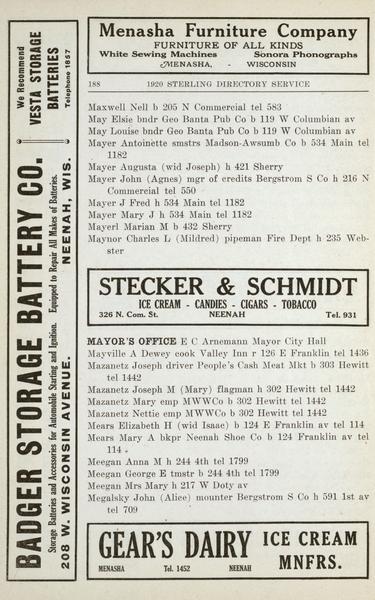 Menasha Furniture Company
FURNITURE OF ALL KINDS
White Sewing Machines Sonora Phonographs
MENASHA, - WISCONSIN
188 1920 STERLING DIRECTORY SERVICE
Maxwell Nell b 205 N Commercial tel 583
May Elsie bndr Geo Banta Pub Co b 119 W Columbian av
May Louise bndr Geo Banta Pub Co b 119 W Columbian av
Mayer Antoinette smstrs Madson-Awsumb Co b 534 Main tel
1182
Mayer Augusta (wid Joseph) h 421 Sherry
Mayer John (Agnes) mgr of credits Bergstrom S Co h 216 N
Commercial tel 550
Mayer J Fred h 534 Main tel 1182
Mayer Mary J h 534 Main tel 1182
Mayerl Marian M b 432 Sherry
Maynor Charles L (Mildred) pipeman Fire Dept h 235 Web-
ster
STECKER & SCHMIDT
ICE CREAM - CANDIES - CIGARS - TOBACCO
326 N. Com. St. NEENAH Tel. 931
MAYOR'S OFFICE E C Arnemann Mayor City Hall
Mayville A Dewey cook Valley Inn r 126 E Franklin tel 1436
Mazanetz Joseph driver People's Cash Meat Mkt b 303 Hewitt
tel 1442
Mazanetz Joseph M (Mary) flagman h 302 Hewitt tel 1442
Mazanetz Mary emp MWWCo b 302 Hewitt tel 1442
Mazanetz Nettie emp MWWCo b 302 Hewitt tel 1442
Mears Elizabeth H (wid Isaac) b 124 E Franklin av tel 114
Mears Mary A bkpr Neenah Shoe Co b 124 Franklin av tel
114
Meegan Anna M h 244 4th tel 1799
Meegan George E tmstr b 244 4th tel 1799
Meegan Mrs Mary h 217 W Doty av
Megalsky John (Alice) mounter Bergstrom S Co h 591 1st av
tel 709
GEAR'S DAIRY ICE CREAM
MNFRS.
MENASHA Tel. 1452 NEENAH
BADGER STORAGE BATTERY CO.
Storage Batteries and Accessories for Automobile Starting and Ignition. Equipped to Repair All Makes of Batteries.
208 W. WISCONSIN AVENUE. NEENAH, WIS.
We Recommend
VESTA STORAGE
BATTERIES
Telephone 1857